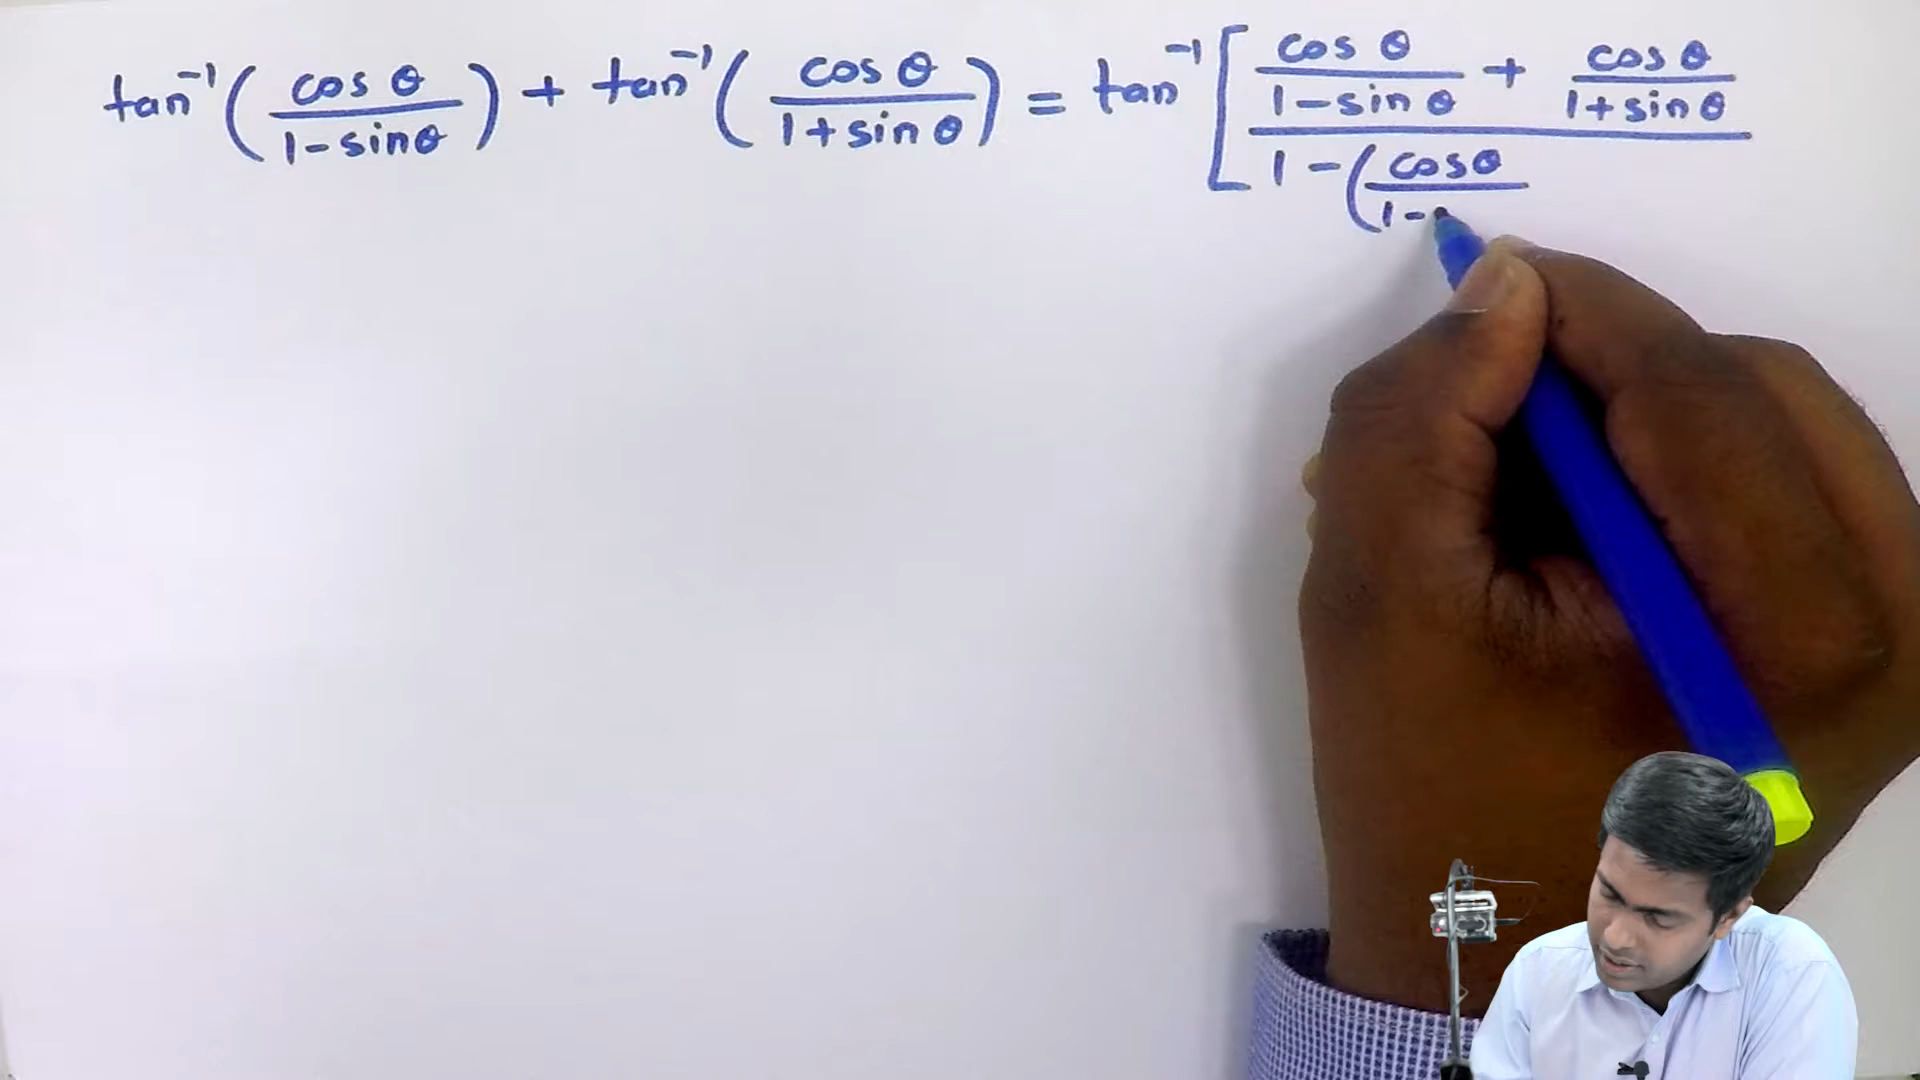 tan⁻¹(cos θ / 1 - sin θ) + tan⁻¹(cos θ / 1 + sin θ) = tan⁻¹[cos θ / 1 - sin θ + cos θ / 1 + sin θ
1 - (cos θ / 1 -